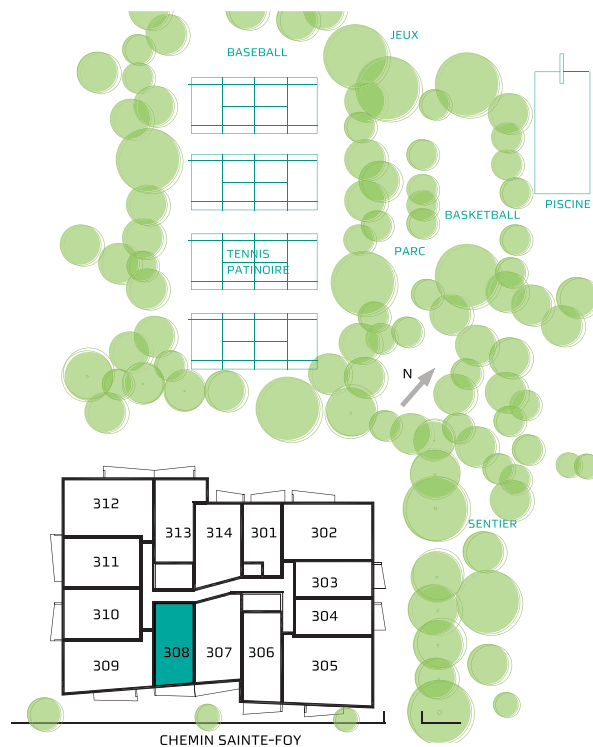 JEUX
BASEBALL
PISCINE
BASKETBALL
PARC
TENNIS
PATINOIRE
N
SENTIER
312
313
314
301
302
311
303
310
304
309
308
307
306
305
CHEMIN SAINTE-FOY